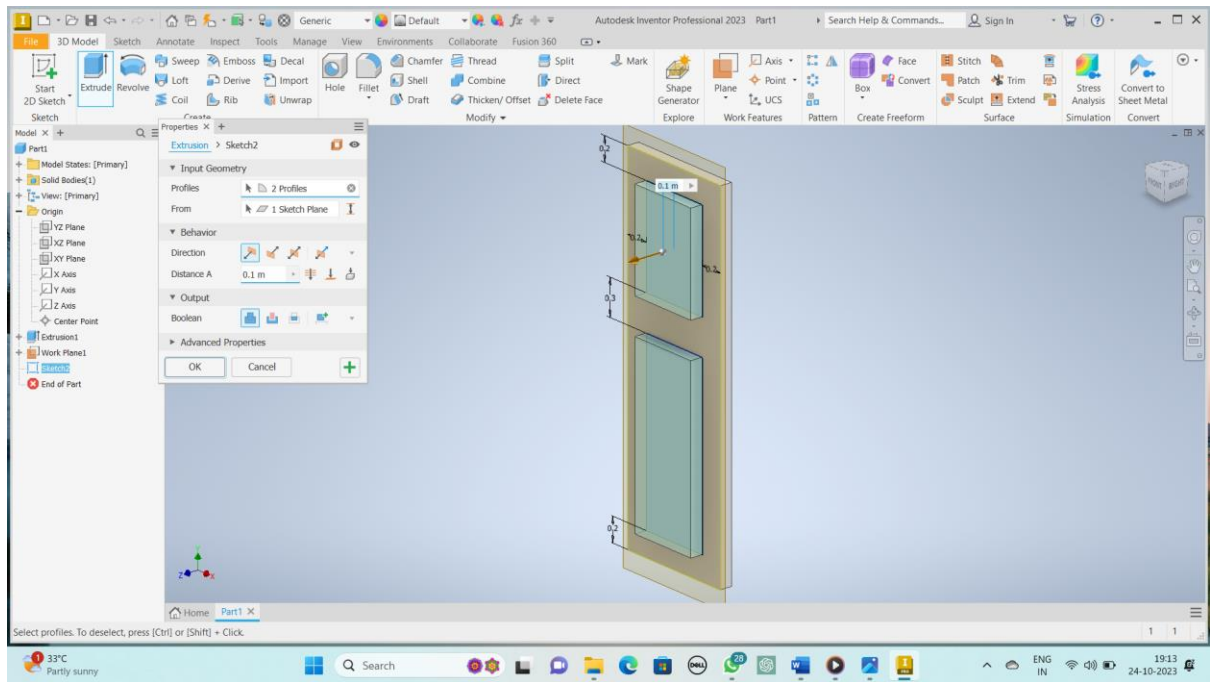 Generic
Default
Autodesk Inventor Professional 2023 Part1
Search Help & Commands...
Sign In
File 3D Model Sketch Annotate Inspect Tools Manage View Environments Collaborate Fusion 360
Start
2D Sketch
Sketch
Extrude
Revolve
Sweep Emboss Decal
Loft Derive Import
Coil Rib Unwrap
Create
Hole
Fillet
Chamfer Thread Split
Shell Combine Direct
Draft Thicken/ Offset Delete Face
Modify
Mark
Shape
Generator
Explore
Plane
Axis
Point
UCS
Work Features
Pattern
Box
Face
Convert
Create Freeform
Stitch
Patch Trim
Sculpt Extend
Surface
Stress
Analysis
Simulation
Convert to
Sheet Metal
Convert
Model × +
Part1
Model States: [Primary]
Solid Bodies(1)
View: [Primary]
Origin
YZ Plane
XZ Plane
XY Plane
X Axis
Y Axis
Z Axis
Center Point
Extrusion1
Work Plane1
Sketch2
End of Part
Properties × +
Extrusion > Sketch2
Input Geometry
Profiles 2 Profiles
From 1 Sketch Plane
Behavior
Direction
Distance A 0.1 m
Output
Boolean
Advanced Properties
OK Cancel
0.2
0.1 m
0.2
0.2
0.3
0.2
FRONT RIGHT
Y
Z X
Home Part1 ×
Select profiles. To deselect, press [Ctrl] or [Shift] + Click.
1 1
1
33°C
Partly sunny
Search
DELL
28
PRO
ENG
IN
19:13
24-10-2023